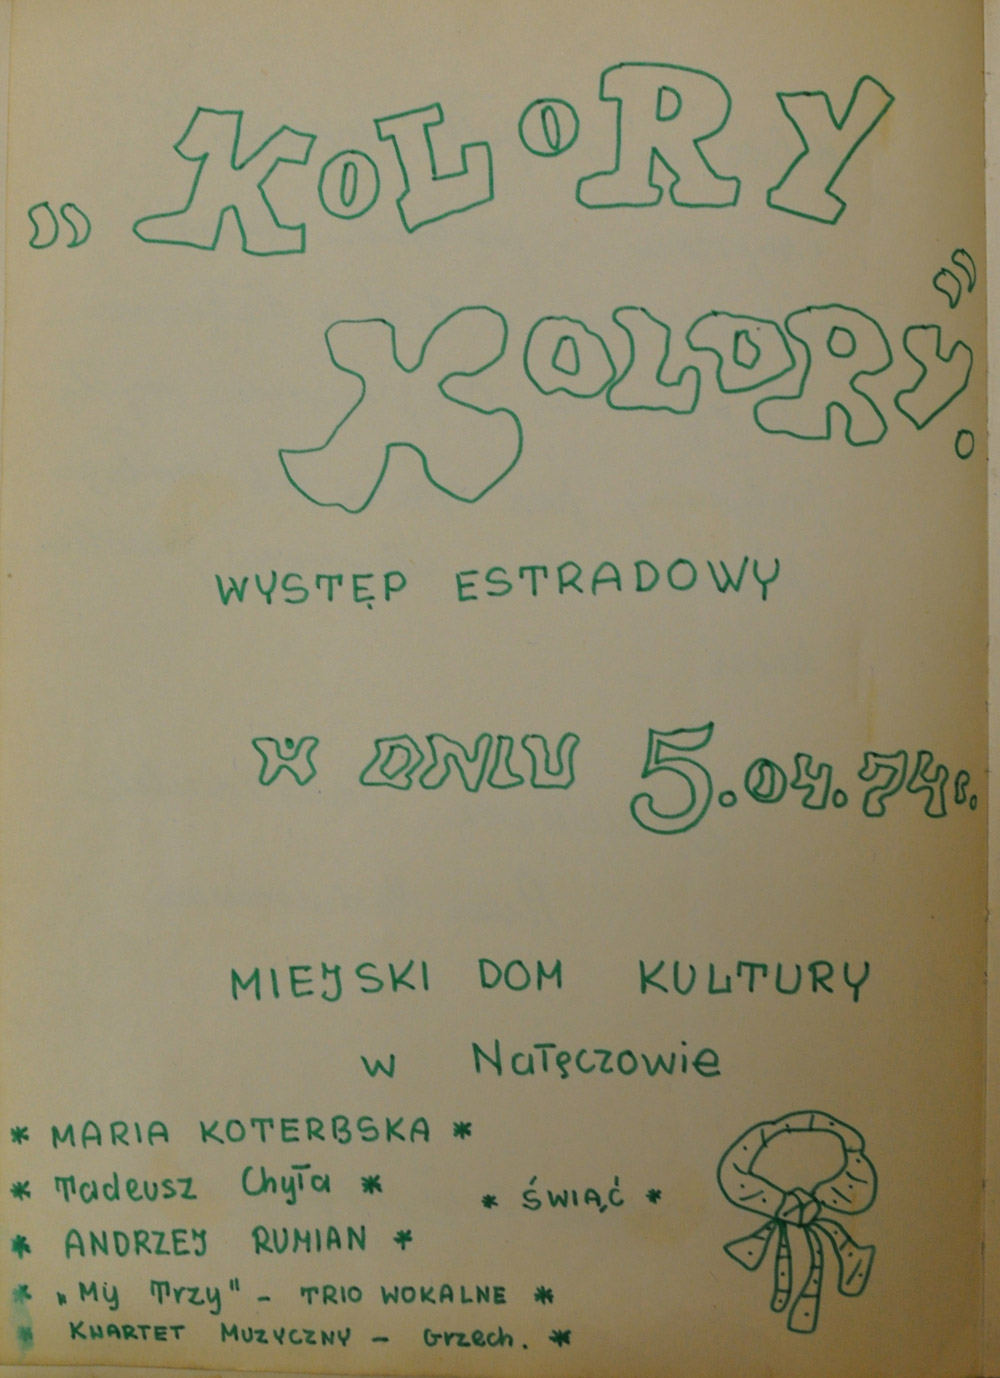 „KOLORY
KOLORY”.
WYSTĘP ESTRADOWY
W DNIU 5.04.74r.
MIEJSKI DOM KULTURY
w Nałęczowie
* MARIA KOTERBSKA *
* Tadeusz Chyła *
* ŚWIĄĆ *
* ANDRZEJ RUMIAN *
* „My Trzy" - TRIO WOKALNE *
* KWARTET MUZYCZNY - Grzech. *